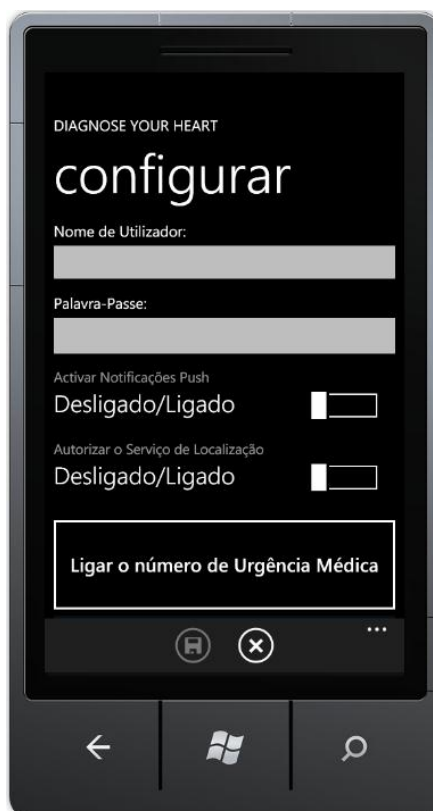 DIAGNOSE YOUR HEART
configurar
Nome de Utilizador:
Palavra-Passe:
Activar Notificações Push
Desligado/Ligado
Autorizar o Serviço de Localização
Desligado/Ligado
Ligar o número de Urgência Médica